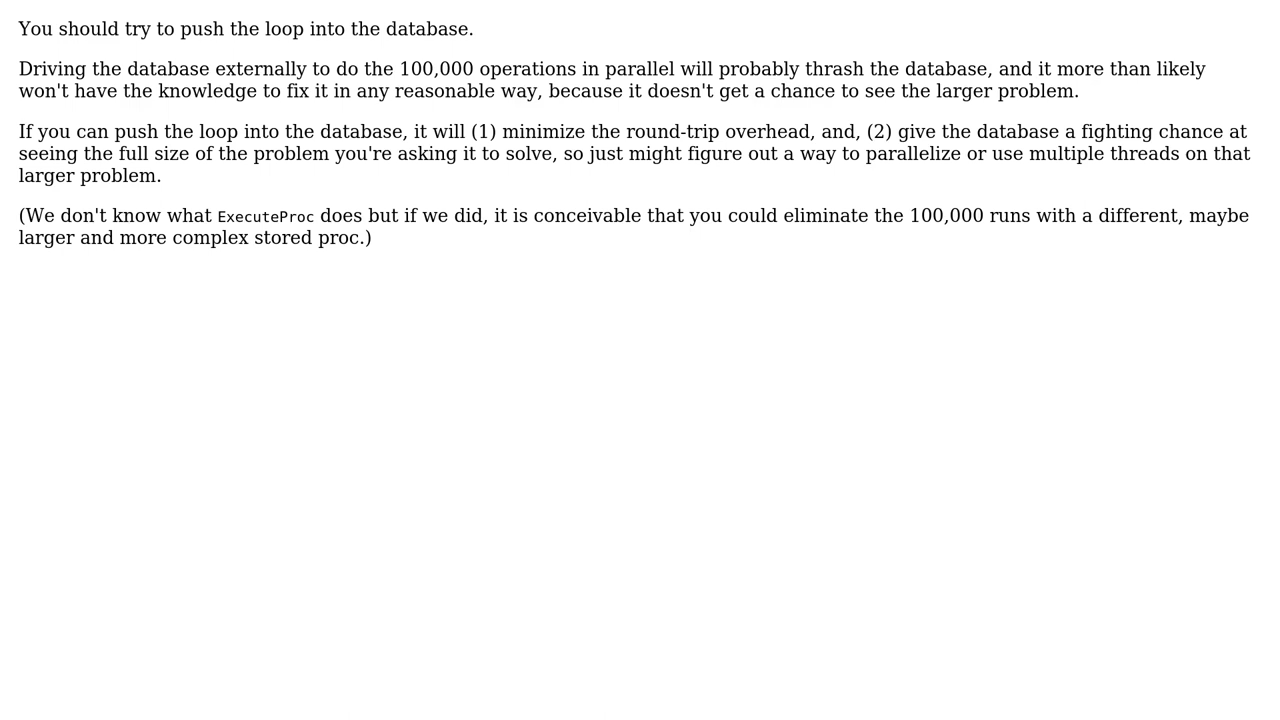 You should try to push the loop into the database.
Driving the database externally to do the 100,000 operations in parallel will probably thrash the database, and it more than likely
won't have the knowledge to fix it in any reasonable way, because it doesn't get a chance to see the larger problem.
If you can push the loop into the database, it will (1) minimize the round-trip overhead, and, (2) give the database a fighting chance at
seeing the full size of the problem you're asking it to solve, so just might figure out a way to parallelize or use multiple threads on that
larger problem.
(We don't know what ExecuteProc does but if we did, it is conceivable that you could eliminate the 100,000 runs with a different, maybe
larger and more complex stored proc.)